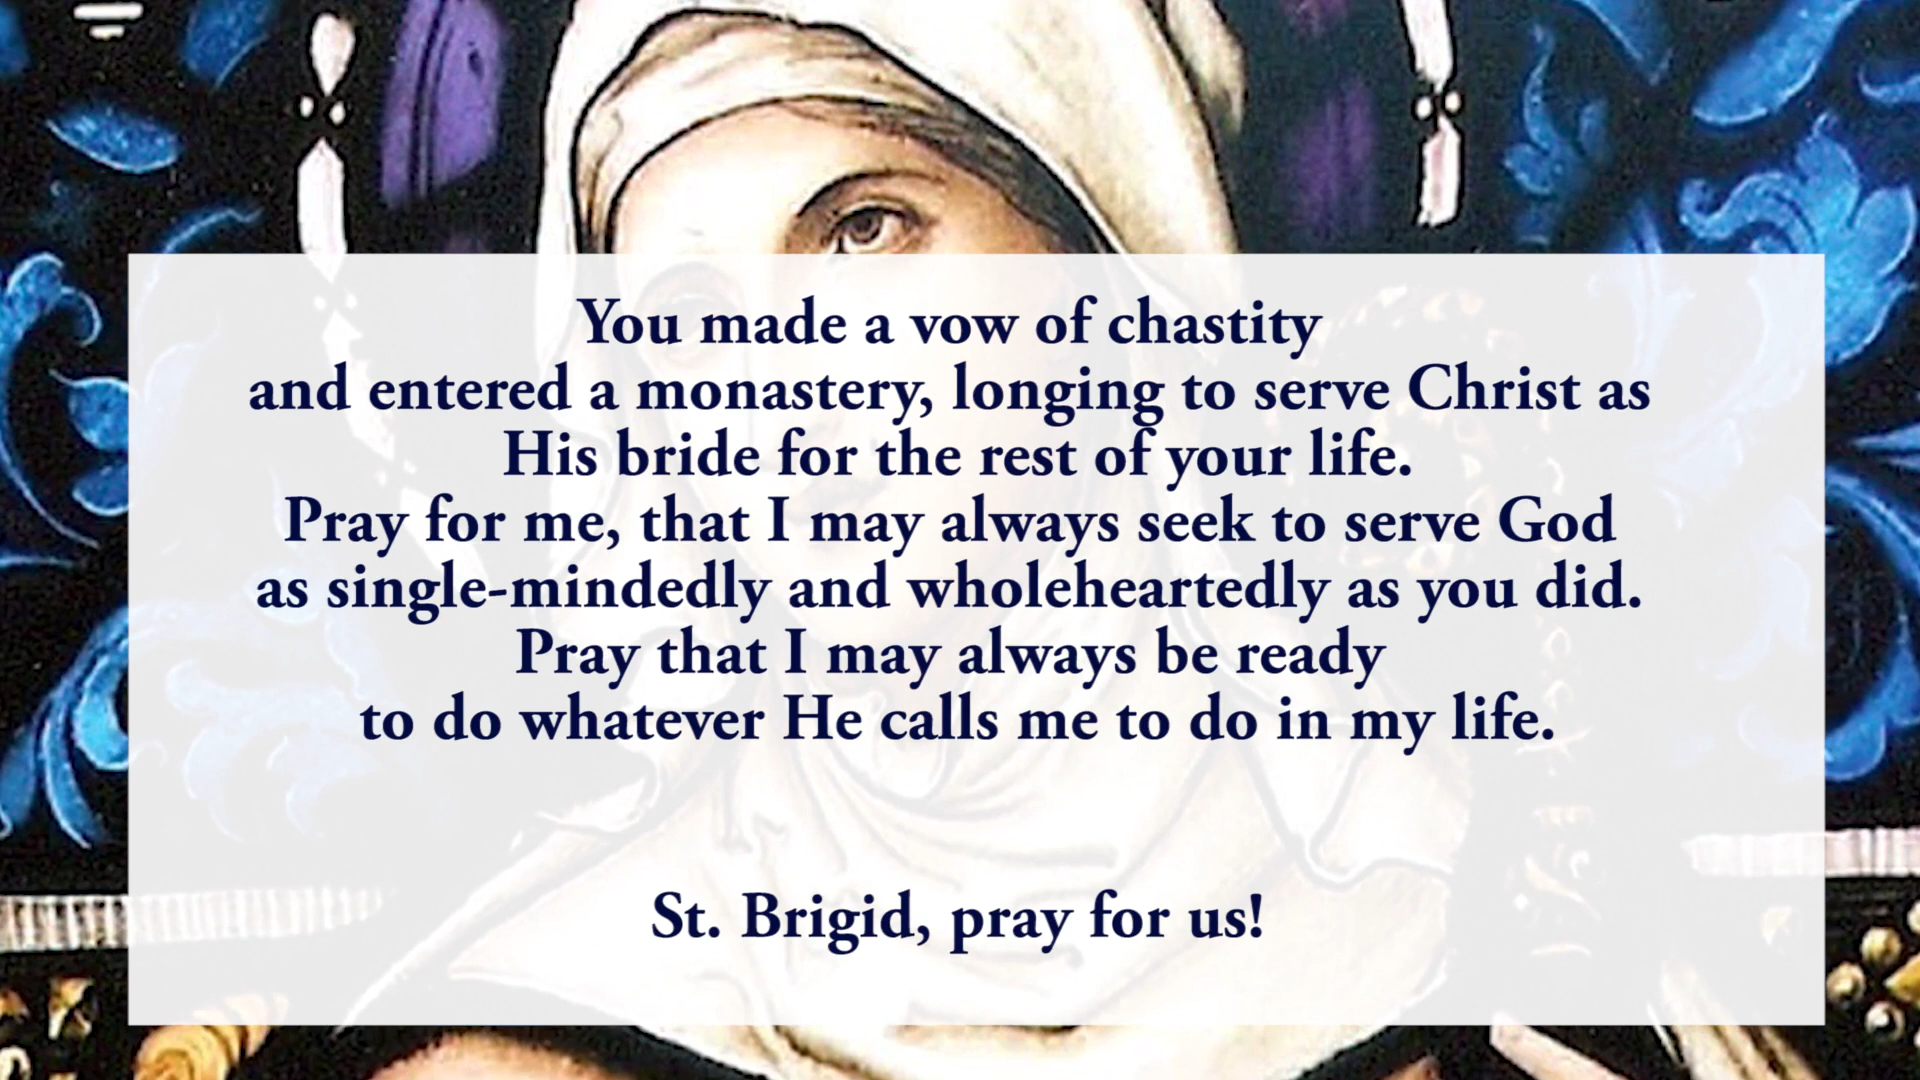 You made a vow of chastity
and entered a monastery, longing to serve Christ as
His bride for the rest of your life.
Pray for me, that I may always seek to serve God
as single-mindedly and wholeheartedly as you did.
Pray that I may always be ready
to do whatever He calls me to do in my life.
St. Brigid, pray for us!